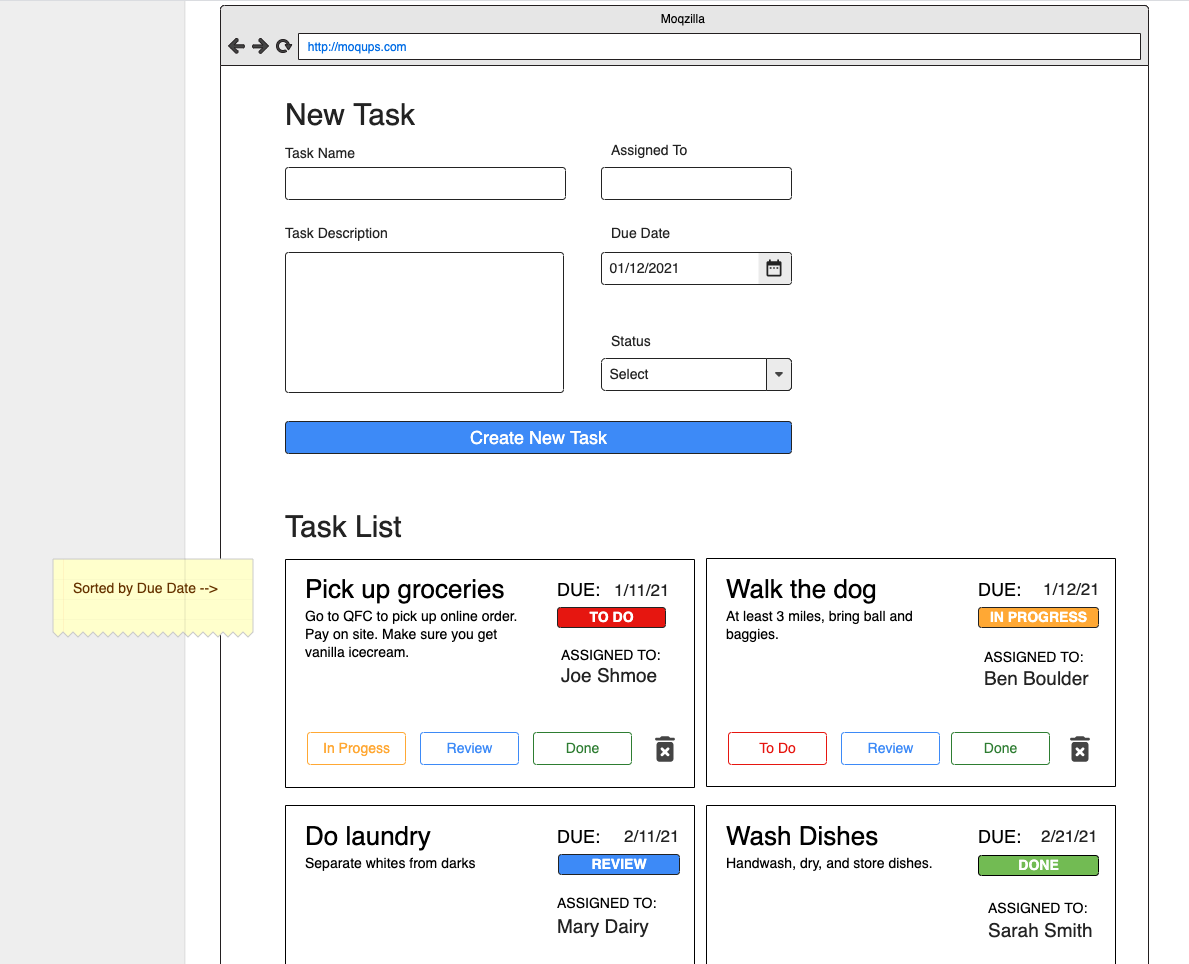 Moqzilla
http://moqups.com
New Task
Task Name
Assigned To
Task Description
Due Date
01/12/2021
Status
Select
Create New Task
Task List
Sorted by Due Date -->
Pick up groceries
DUE: 1/11/21
Go to QFC to pick up online order.
Pay on site. Make sure you get
vanilla icecream.
TO DO
ASSIGNED TO:
Joe Shmoe
In Progess
Review
Done
Walk the dog
DUE: 1/12/21
At least 3 miles, bring ball and
baggies.
IN PROGRESS
ASSIGNED TO:
Ben Boulder
To Do
Review
Done
Do laundry
DUE: 2/11/21
Separate whites from darks
REVIEW
ASSIGNED TO:
Mary Dairy
Wash Dishes
DUE: 2/21/21
Handwash, dry, and store dishes.
DONE
ASSIGNED TO:
Sarah Smith